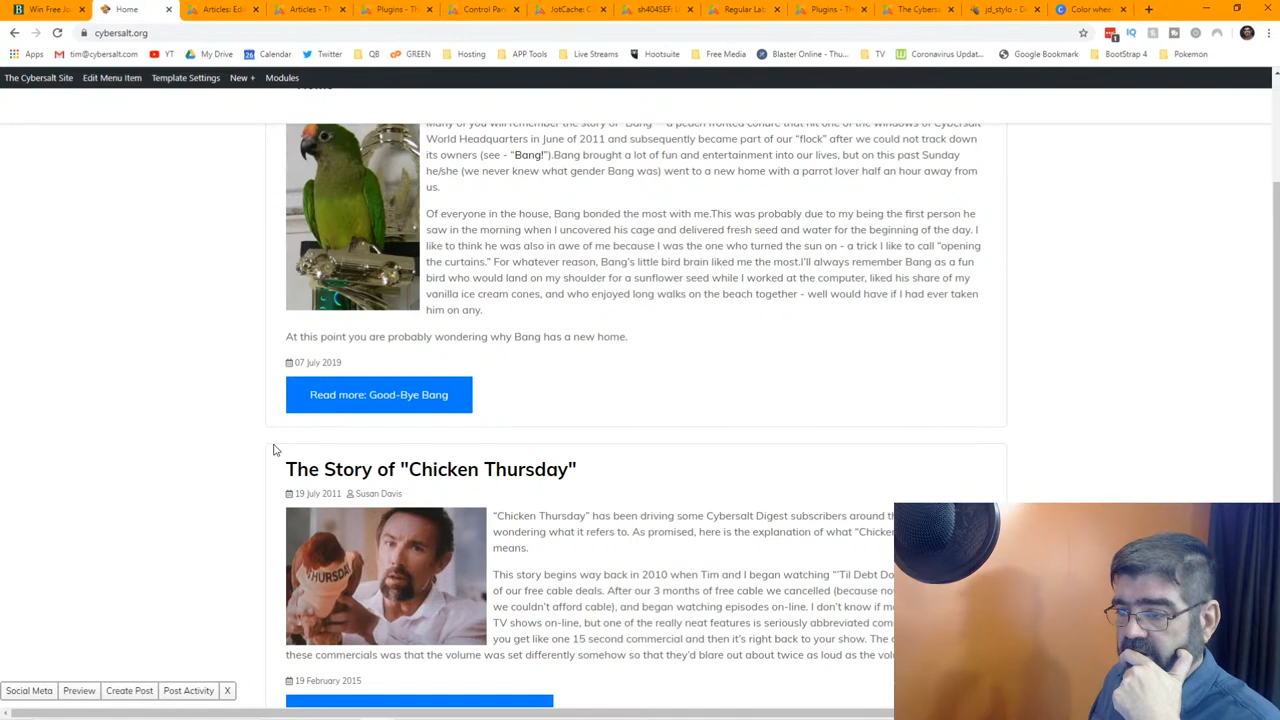 Win Free Jo
Home
Articles: Edi
Articles - Th
Plugins - Th
Control Pan
JotCache: C
sh404SEF: U
Regular Lab
Plugins - Th
The Cybers
jd_stylo - D
Color whee
cybersalt.org
Apps
tim@cybersalt.com
YT
My Drive
Calendar
Twitter
QB
GREEN
Hosting
APP Tools
Live Streams
Hootsuite
Free Media
Blaster Online - Thu...
TV
Coronavirus Updat...
Google Bookmark
BootStrap 4
Pokemon
The Cybersalt Site
Edit Menu Item
Template Settings
New +
Modules
Home
Many of you will remember the story of "Bang" - a peach fronted conure that hit one of the windows of Cybersalt
World Headquarters in June of 2011 and subsequently became part of our "flock" after we could not track down
its owners (see - "Bang!").Bang brought a lot of fun and entertainment into our lives, but on this past Sunday
he/she (we never knew what gender Bang was) went to a new home with a parrot lover half an hour away from
us.
Of everyone in the house, Bang bonded the most with me.This was probably due to my being the first person he
saw in the morning when I uncovered his cage and delivered fresh seed and water for the beginning of the day. I
like to think he was also in awe of me because I was the one who turned the sun on - a trick I like to call "opening
the curtains." For whatever reason, Bang's little bird brain liked me the most.I'll always remember Bang as a fun
bird who would land on my shoulder for a sunflower seed while I worked at the computer, liked his share of my
vanilla ice cream cones, and who enjoyed long walks on the beach together - well would have if I had ever taken
him on any.
At this point you are probably wondering why Bang has a new home.
07 July 2019
Read more: Good-Bye Bang
The Story of "Chicken Thursday"
19 July 2011 Susan Davis
THURSDAY
"Chicken Thursday" has been driving some Cybersalt Digest subscribers around th
wondering what it refers to. As promised, here is the explanation of what "Chicken
means.
This story begins way back in 2010 when Tim and I began watching "'Til Debt Do
of our free cable deals. After our 3 months of free cable we cancelled (because no
we couldn't afford cable), and began watching episodes on-line. I don't know if m
TV shows on-line, but one of the really neat features is seriously abbreviated com
you get like one 15 second commercial and then it's right back to your show. The
these commercials was that the volume was set differently somehow so that they'd blare out about twice as loud as the volu
19 February 2015
Social Meta
Preview
Create Post
Post Activity
X